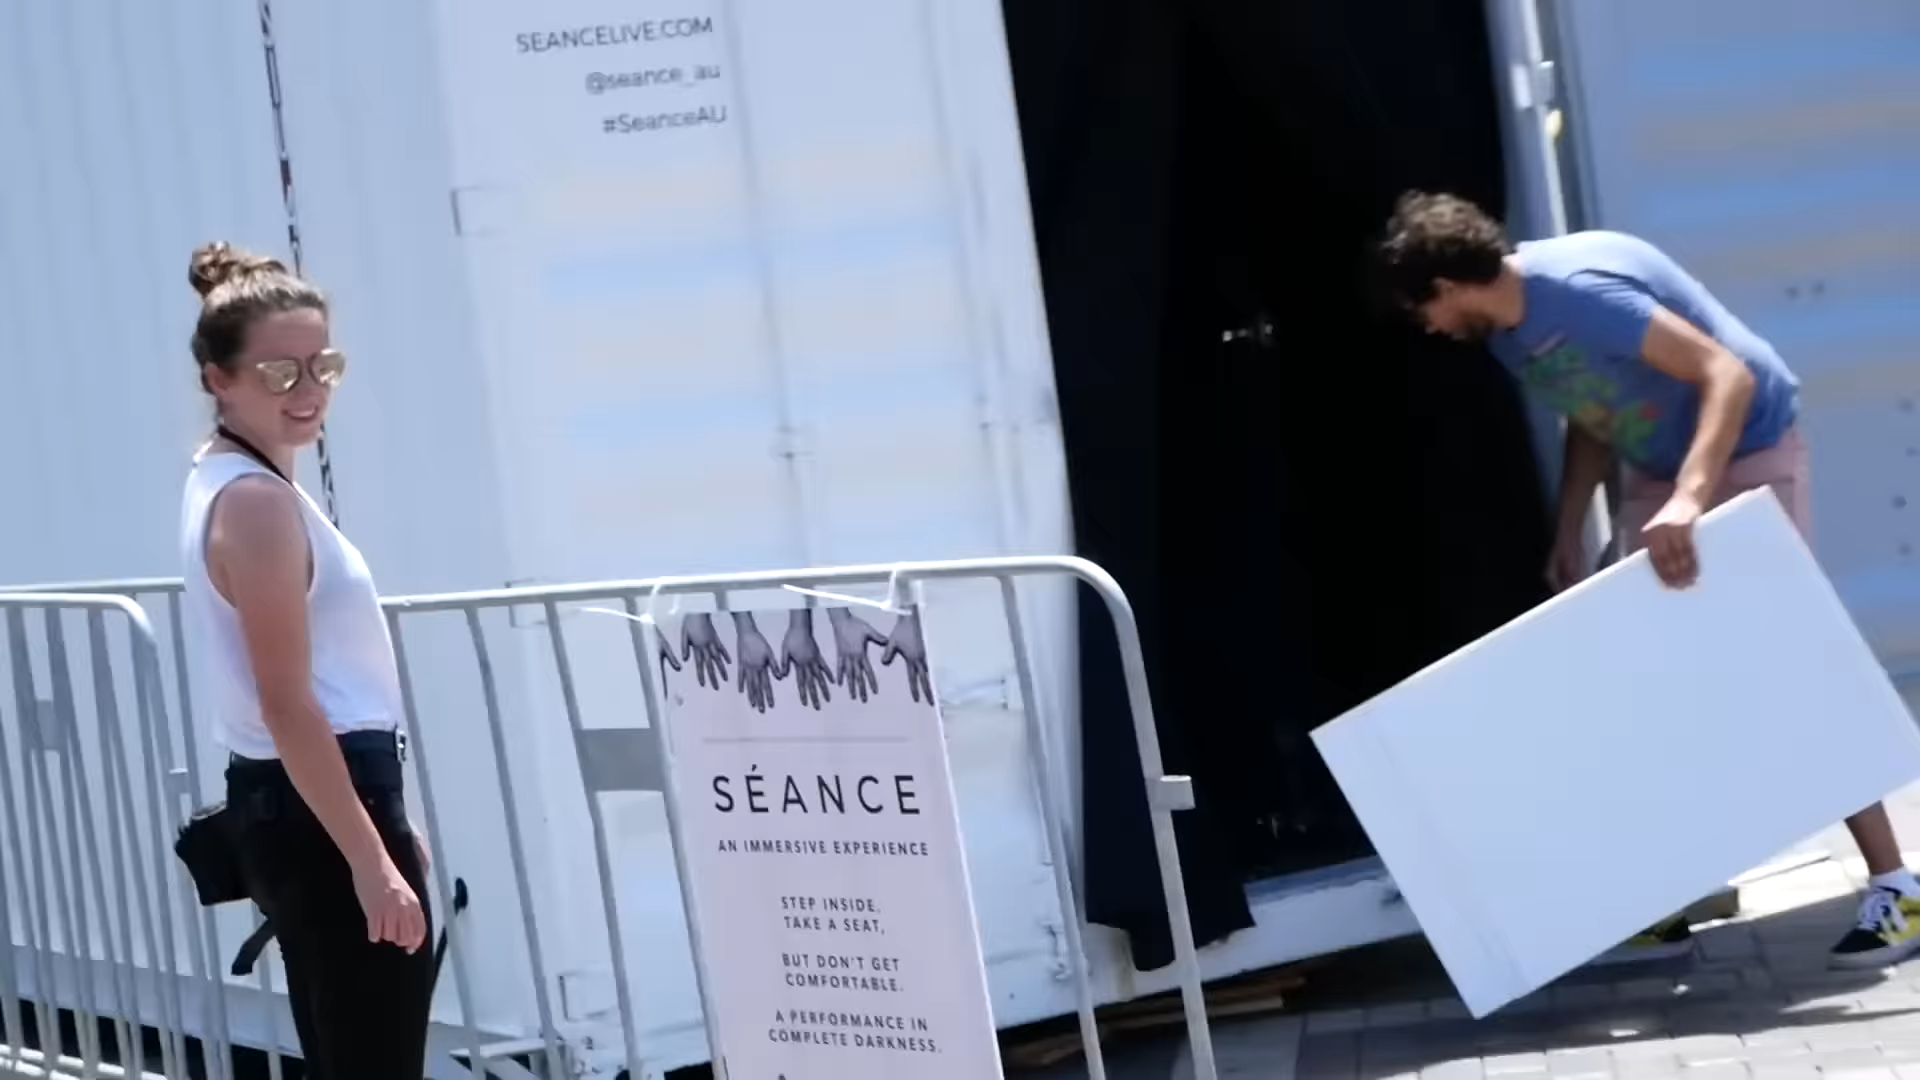 SEANCELIVE.COM
@seance_au
#SeanceAU
SÉANCE
AN IMMERSIVE EXPERIENCE
STEP INSIDE,
TAKE A SEAT,
BUT DON'T GET
COMFORTABLE.
A PERFORMANCE IN
COMPLETE DARKNESS.